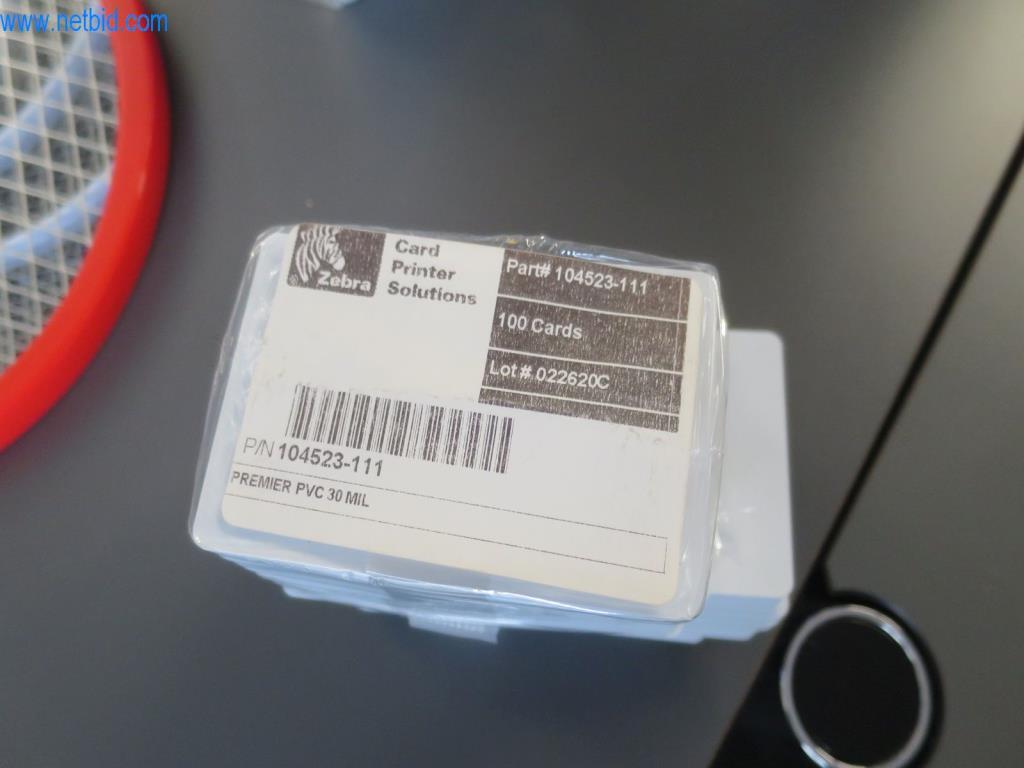 www.netbid.com
Zebra
Card
Printer
Solutions
Part# 104523-111
100 Cards
Lot # 022620C
P/N 104523-111
PREMIER PVC 30 MIL